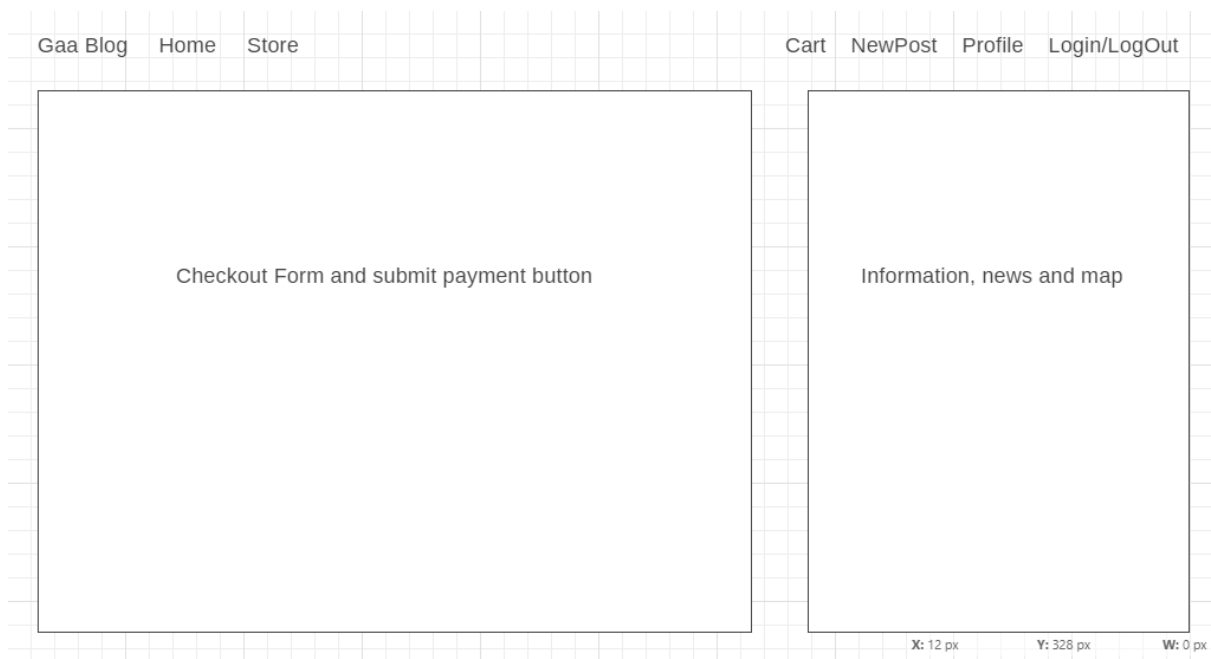 Gaa Blog Home Store Cart NewPost Profile Login/LogOut
Checkout Form and submit payment button
Information, news and map
X: 12 px Y: 328 px W: 0 px